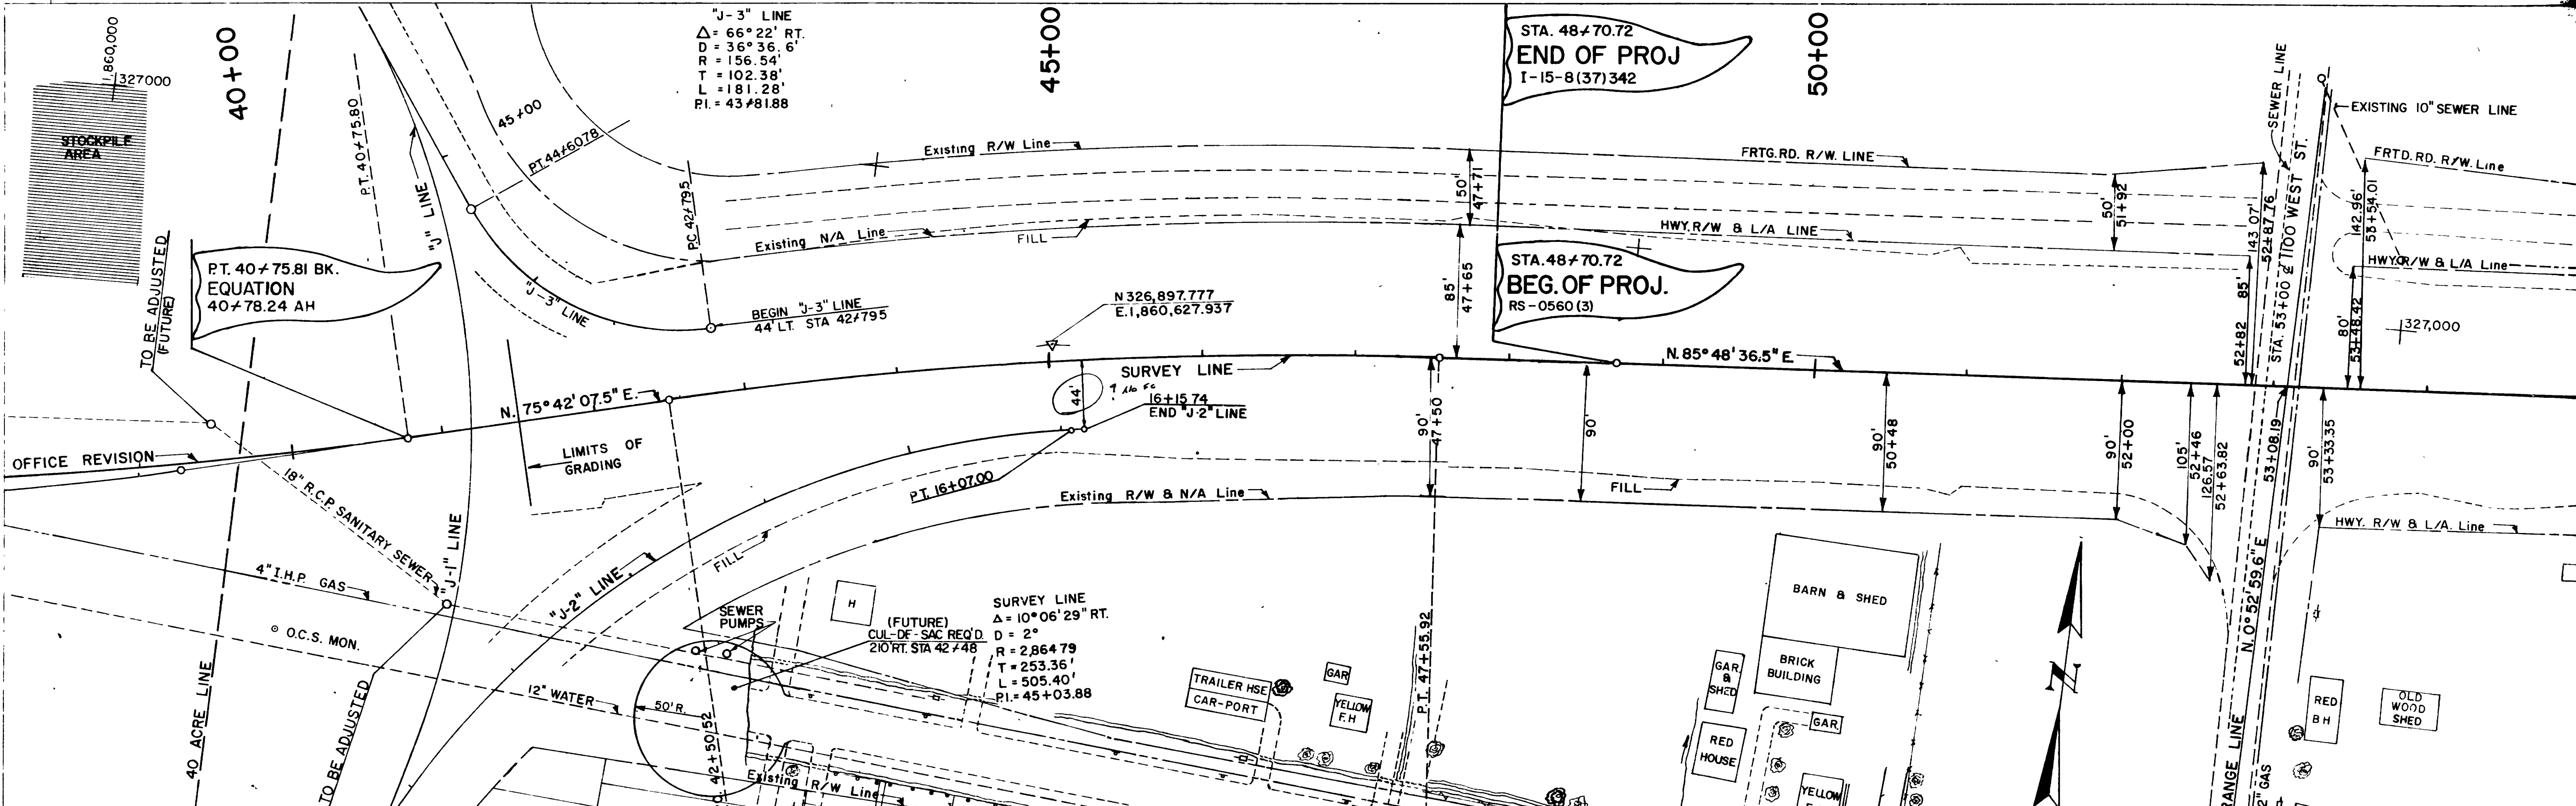 1,860,000
327000
STOCKPILE
AREA
40+00
"J-3" LINE
Δ = 66° 22' RT.
D = 36° 36.6'
R = 156.54'
T = 102.38'
L = 181.28'
P.I. = 43+81.88
45+00
STA. 48+70.72
END OF PROJ
I-15-8(37)342
50+00
SEWER LINE
EXISTING 10" SEWER LINE
P.T. 40+75.80
"J" LINE
45+00
P.T. 44+60.78
P.C. 42+79.5
Existing R/W Line
50'
47+71
FRTG. RD. R/W. LINE
50'
51+92
143.07'
52+87.76
STA. 53+00 ℄ 1100 WEST ST.
142.96'
53+54.01
FRTD. RD. R/W. Line
TO BE ADJUSTED
(FUTURE)
P.T. 40+75.81 BK.
EQUATION
40+78.24 AH
Existing N/A Line
FILL
HWY. R/W & L/A LINE
HWY. R/W & L/A Line
"J-3" LINE
BEGIN "J-3" LINE
44' LT. STA 42+79.5
N 326,897.777
E. 1,860,627.937
85'
47+65
STA. 48+70.72
BEG. OF PROJ.
RS-0560(3)
85'
52+82
80'
53+48.42
327,000
N. 75° 42' 07.5" E.
SURVEY LINE
N. 85° 48' 36.5" E.
44'
16+15.74
END "J-2" LINE
OFFICE REVISION
LIMITS OF
GRADING
P.T. 16+07.00
Existing R/W & N/A Line
90'
47+50
90'
90'
50+48
90'
52+00
105'
52+46
126.57
52+63.82
53+08.19
90'
53+33.35
FILL
HWY. R/W & L/A. Line
18" R.C.P. SANITARY SEWER
"J-1" LINE
"J-2" LINE
FILL
4" I.H.P. GAS
O.C.S. MON.
H
SEWER
PUMPS
(FUTURE)
CUL-DE-SAC REQ'D.
210' RT. STA 42+48
SURVEY LINE
Δ = 10° 06' 29" RT.
D = 2°
R = 2,864.79
T = 253.36'
L = 505.40'
P.I. = 45+03.88
BARN & SHED
BRICK
BUILDING
GAR.
&
SHED
N. 0° 52' 59.6" E
40 ACRE LINE
TO BE ADJUSTED
12" WATER
50' R.
42+50.52
TRAILER HSE
CAR-PORT
GAR
YELLOW
F.H
P.T. 47+55.92
GAR.
RED
HOUSE
YELLOW
N
RANGE LINE
2" GAS
RED
B H
OLD
WOOD
SHED
Existing R/W Line